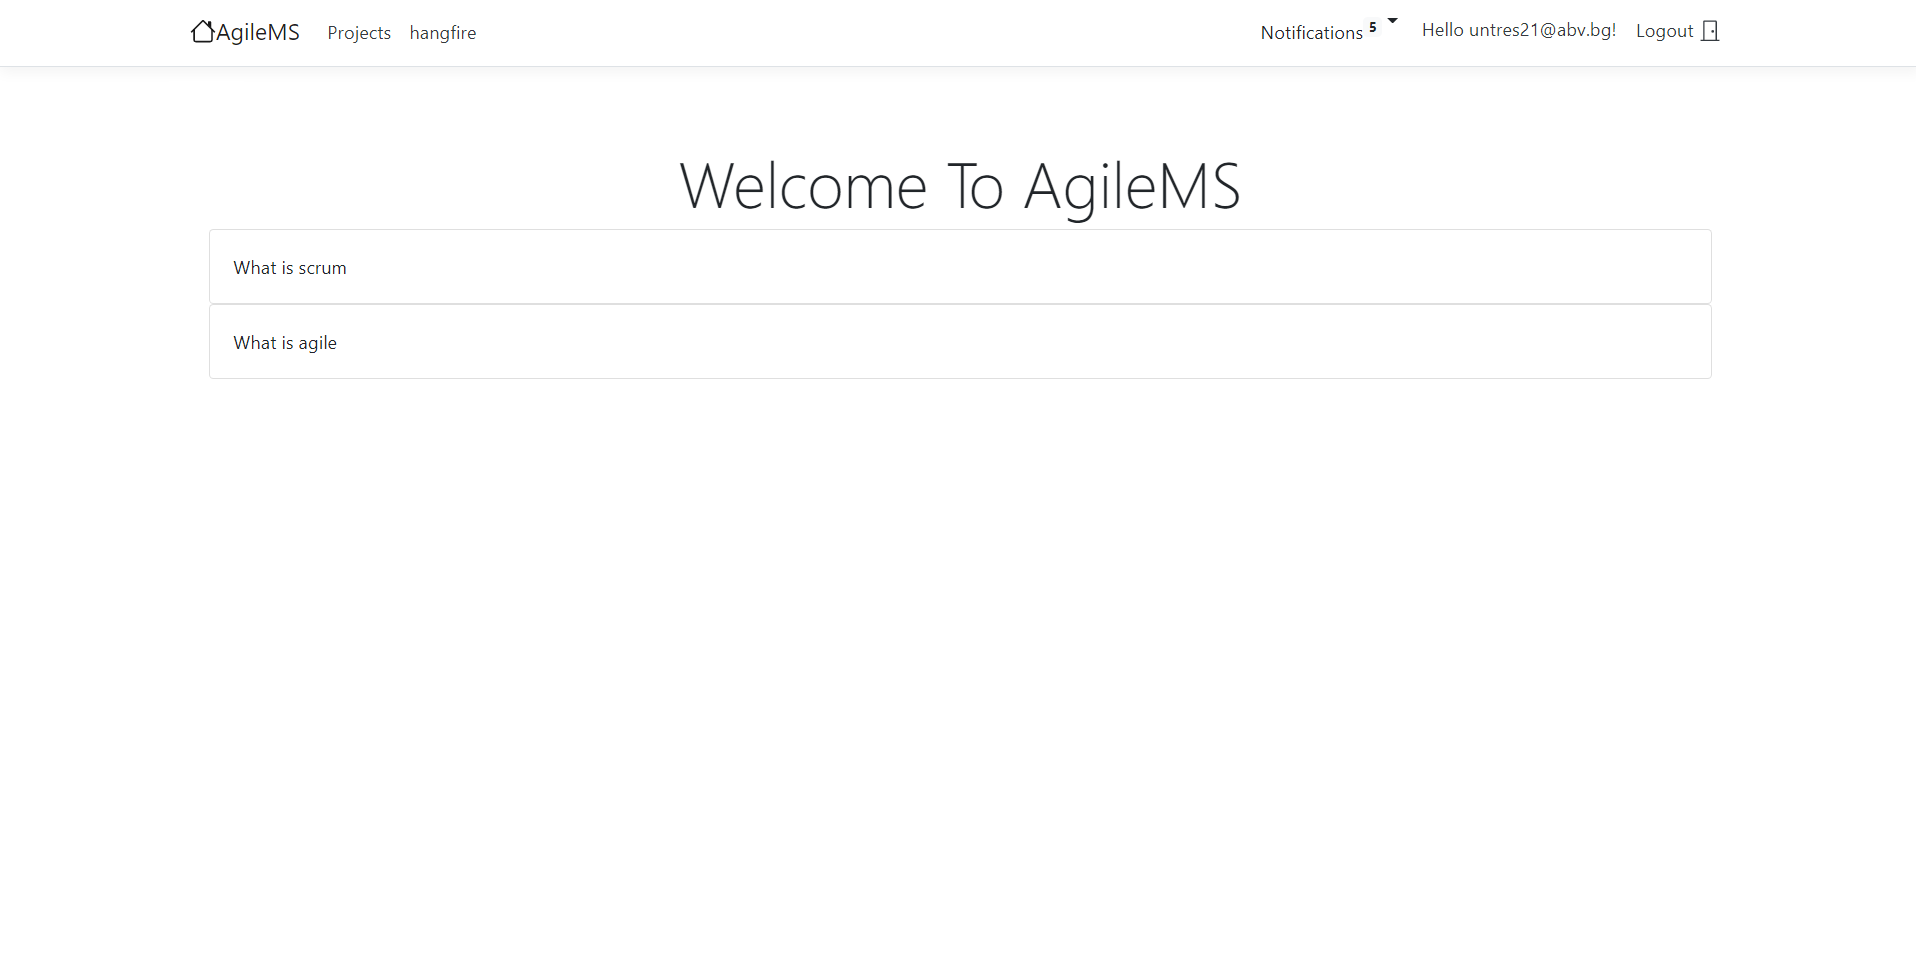 AgileMS Projects hangfire Notifications 5 Hello untres21@abv.bg! Logout
Welcome To AgileMS
What is scrum
What is agile